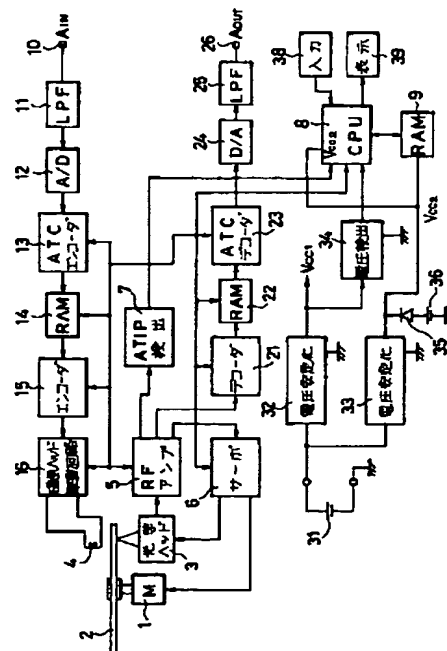 10
AIN
11
LPF
12
A/D
13
ATC
エンコーダ
14
RAM
15
エンコーダ
16
磁気ヘッド
駆動回路
4
2
1
M
3
光学
ヘッド
5
RF
アンプ
6
サーボ
7
ATIP
検出
26
AOUT
25
LPF
24
D/A
23
ATC
デコーダ
22
RAM
21
デコーダ
38
入力
39
表示
8
VCC2
CPU
9
RAM
VCC2
VCC1
34
電圧検出
32
電圧安定化
33
電圧安定化
31
35
36